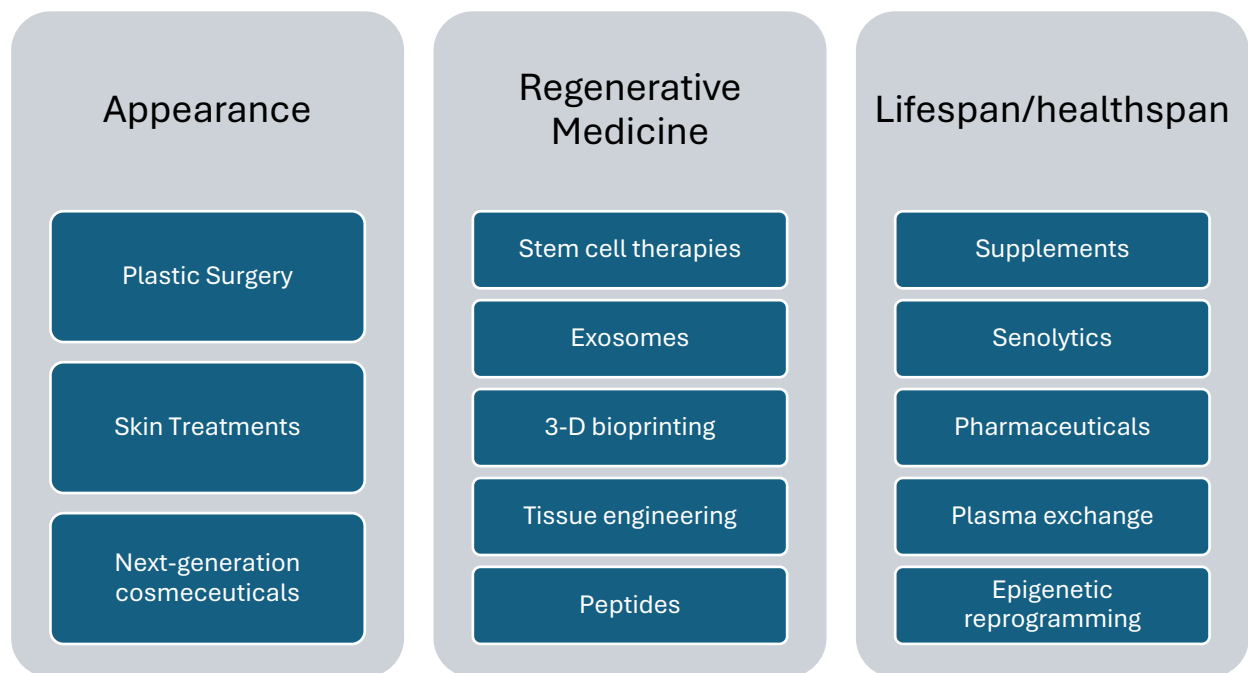 Appearance
Plastic Surgery
Skin Treatments
Next-generation
cosmeceuticals
Regenerative
Medicine
Stem cell therapies
Exosomes
3-D bioprinting
Tissue engineering
Peptides
Lifespan/healthspan
Supplements
Senolytics
Pharmaceuticals
Plasma exchange
Epigenetic
reprogramming